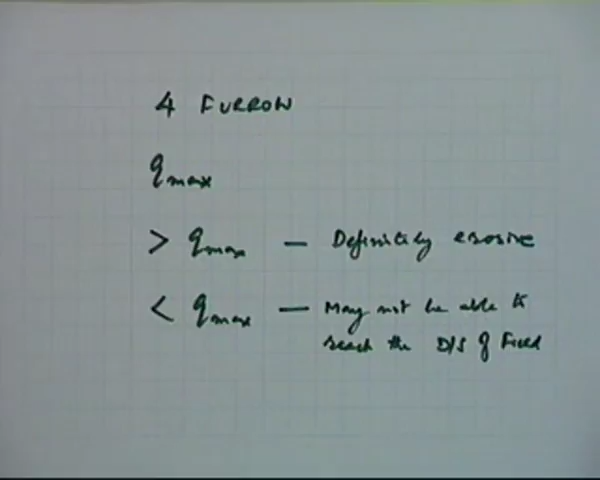 4 FURROW
qmax
> qmax — Definitely erosive
< qmax — May not be able to
reach the D/S of Field